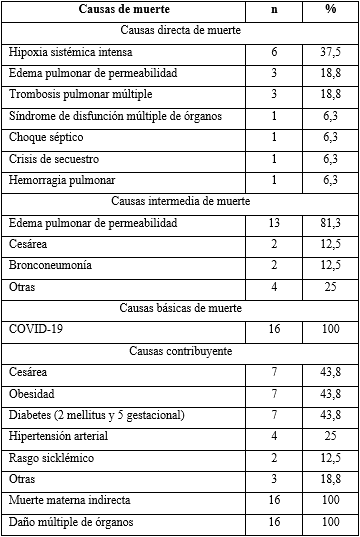 Causas de muerte n %
Causas directa de muerte
Hipoxia sistémica intensa 6 37,5
Edema pulmonar de permeabilidad 3 18,8
Trombosis pulmonar múltiple 3 18,8
Síndrome de disfunción múltiple de órganos 1 6,3
Choque séptico 1 6,3
Crisis de secuestro 1 6,3
Hemorragia pulmonar 1 6,3
Causas intermedia de muerte
Edema pulmonar de permeabilidad 13 81,3
Cesárea 2 12,5
Bronconeumonía 2 12,5
Otras 4 25
Causas básicas de muerte
COVID-19 16 100
Causas contribuyente
Cesárea 7 43,8
Obesidad 7 43,8
Diabetes (2 mellitus y 5 gestacional) 7 43,8
Hipertensión arterial 4 25
Rasgo sicklémico 2 12,5
Otras 3 18,8
Muerte materna indirecta 16 100
Daño múltiple de órganos 16 100